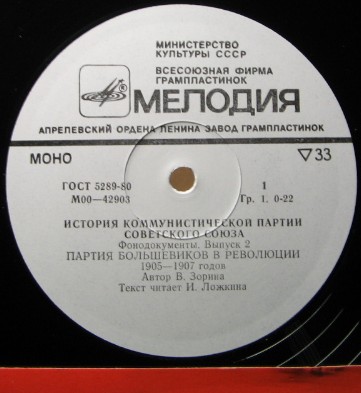 МИНИСТЕРСТВО
КУЛЬТУРЫ СССР
ВСЕСОЮЗНАЯ ФИРМА
ГРАМПЛАСТИНОК
МЕЛОДИЯ
АПРЕЛЕВСКИЙ ОРДЕНА ЛЕНИНА ЗАВОД ГРАМПЛАСТИНОК
МОНО ▽33
ГОСТ 5289-80 1
М00—42903 Гр. 1. 0-22
ИСТОРИЯ КОММУНИСТИЧЕСКОЙ ПАРТИИ
СОВЕТСКОГО СОЮЗА
Фонодокументы. Выпуск 2
ПАРТИЯ БОЛЬШЕВИКОВ В РЕВОЛЮЦИИ
1905—1907 годов
Автор В. Зорина
Текст читает И. Ложкина